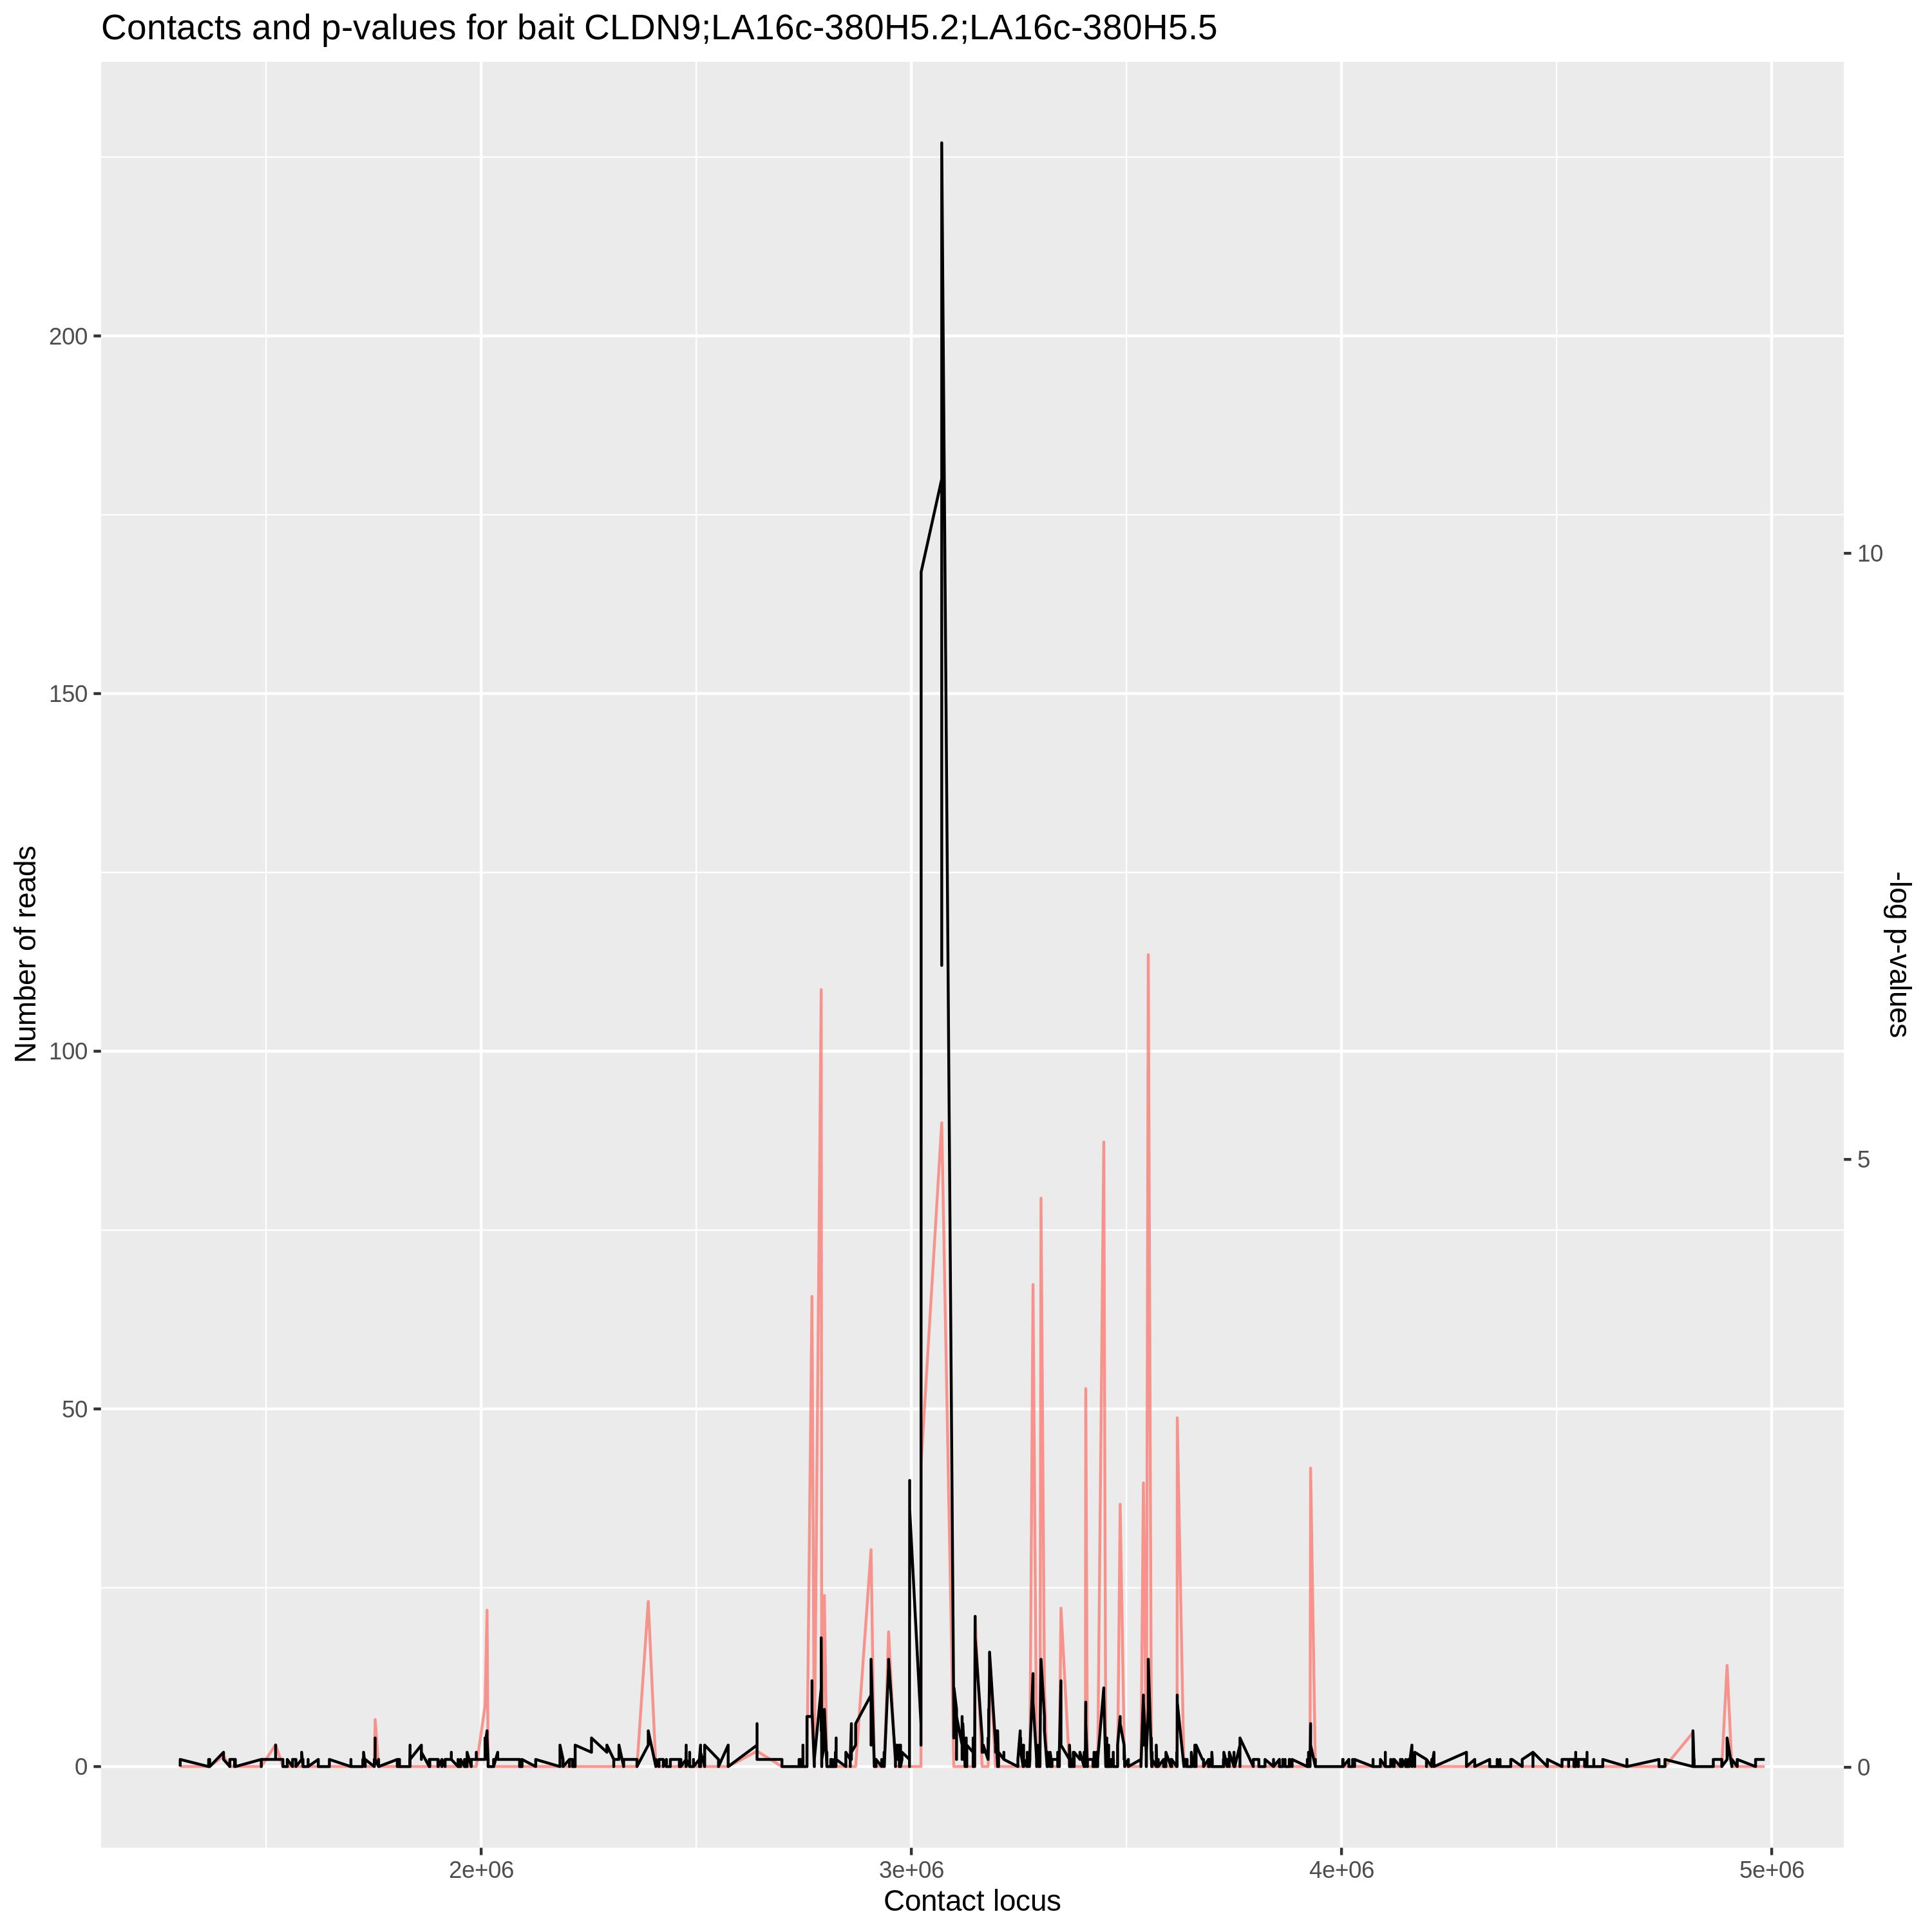 Contacts and p-values for bait CLDN9;LA16c-380H5.2;LA16c-380H5.5
Number of reads
200
150
100
50
0
10
5
0
-log p-values
2e+06 3e+06 4e+06 5e+06
Contact locus